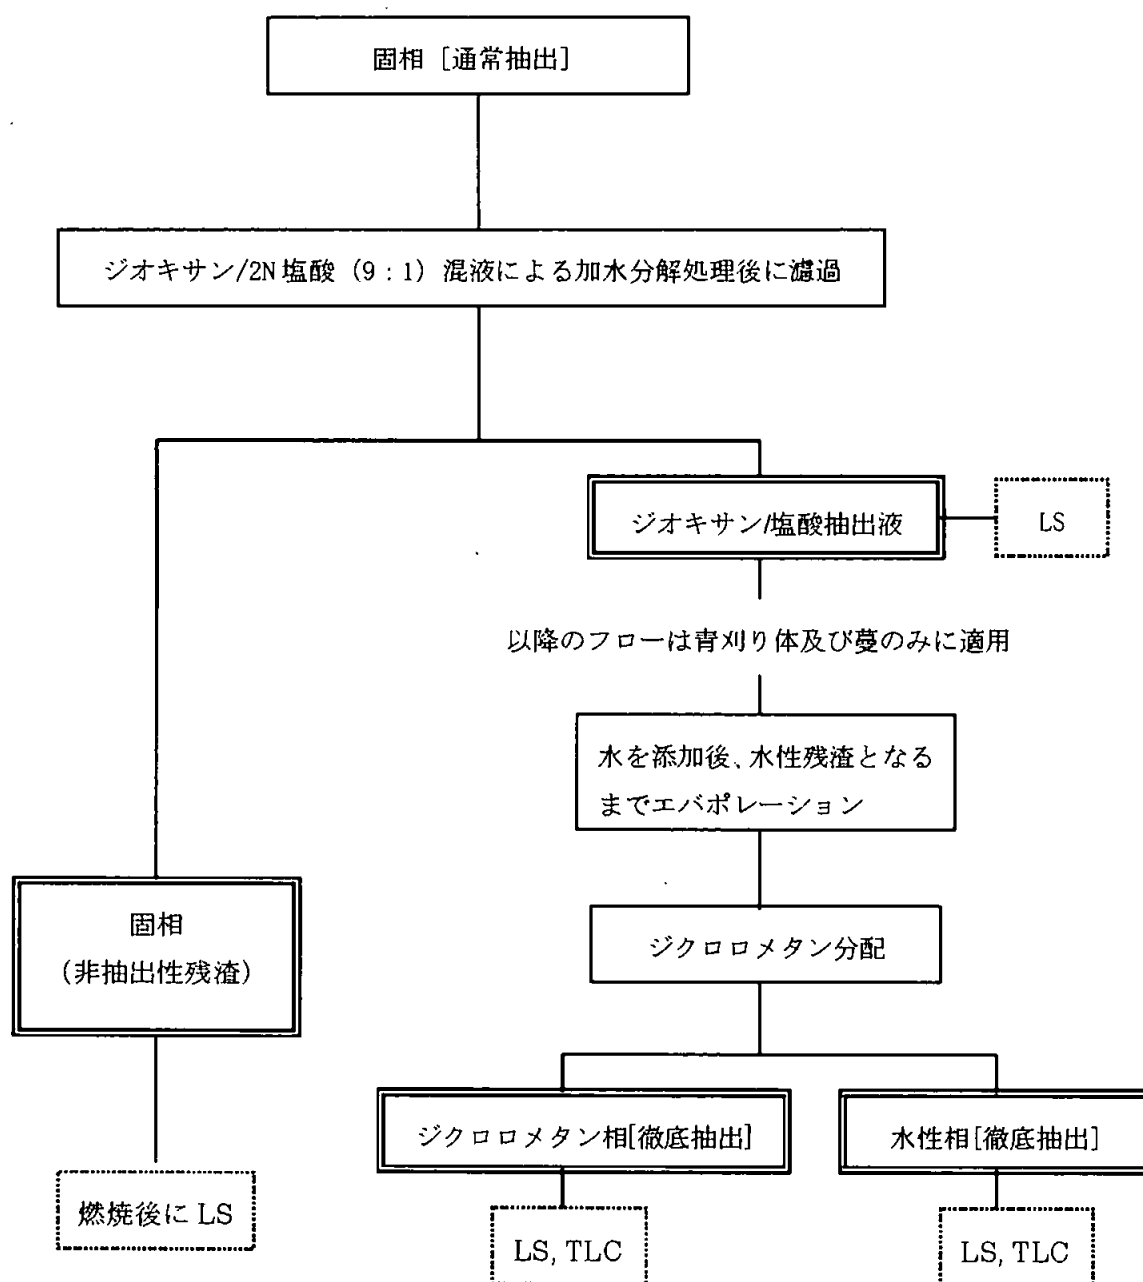 固相［通常抽出］
ジオキサン/2N塩酸（9：1）混液による加水分解処理後に濾過
ジオキサン/塩酸抽出液
LS
以降のフローは青刈り体及び蔓のみに適用
水を添加後、水性残渣となる
までエバポレーション
固相
（非抽出性残渣）
ジクロロメタン分配
ジクロロメタン相[徹底抽出]
水性相[徹底抽出]
燃焼後に LS
LS, TLC
LS, TLC